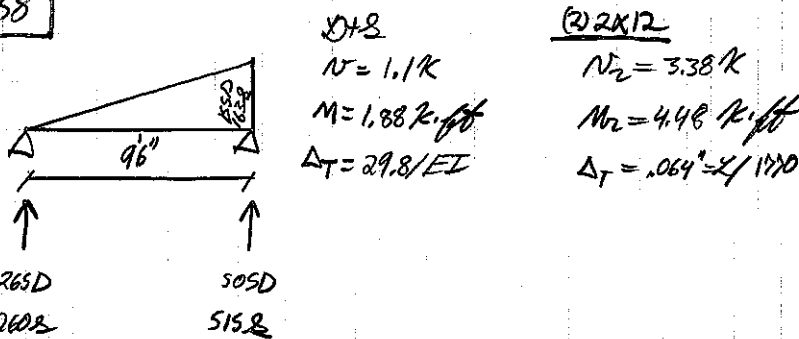 58
D+S
V = 1.1K
M = 1.88 K·ft
ΔT = 29.8/EI
(2) 2X12
V2 = 3.38 K
M2 = 4.48 K·ft
ΔT = .064" = L/1770
9'6"
265D
260S
505D
515S